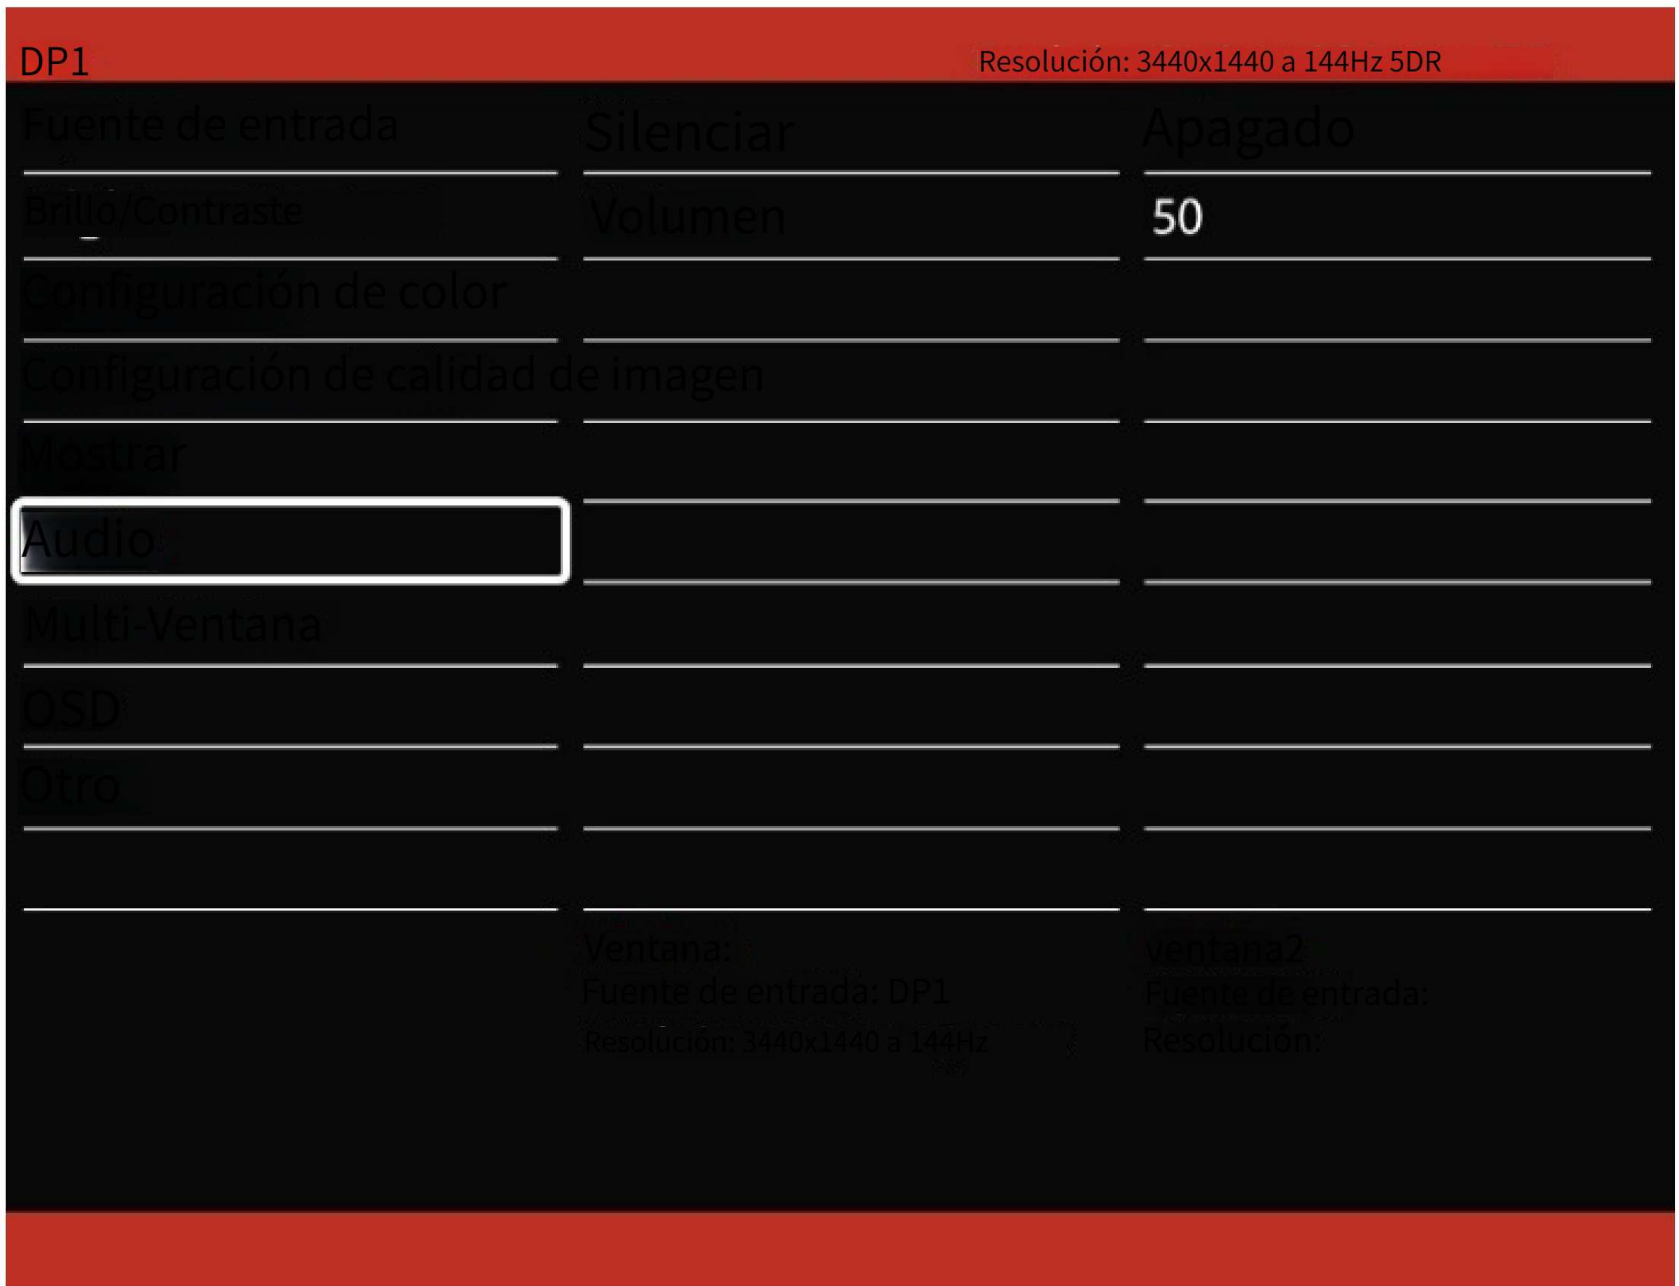 DP1
Resolución: 3440x1440 a 144Hz 5DR
Fuente de entrada
Silenciar
Apagado
Brillo/Contraste
Volumen
50
Configuración de color
Configuración de calidad de imagen
Mostrar
Audio
Multi-Ventana
OSD
Otro
Ventana:
Fuente de entrada: DP1
Resolución: 3440x1440 a 144Hz
ventana2
Fuente de entrada:
Resolución: